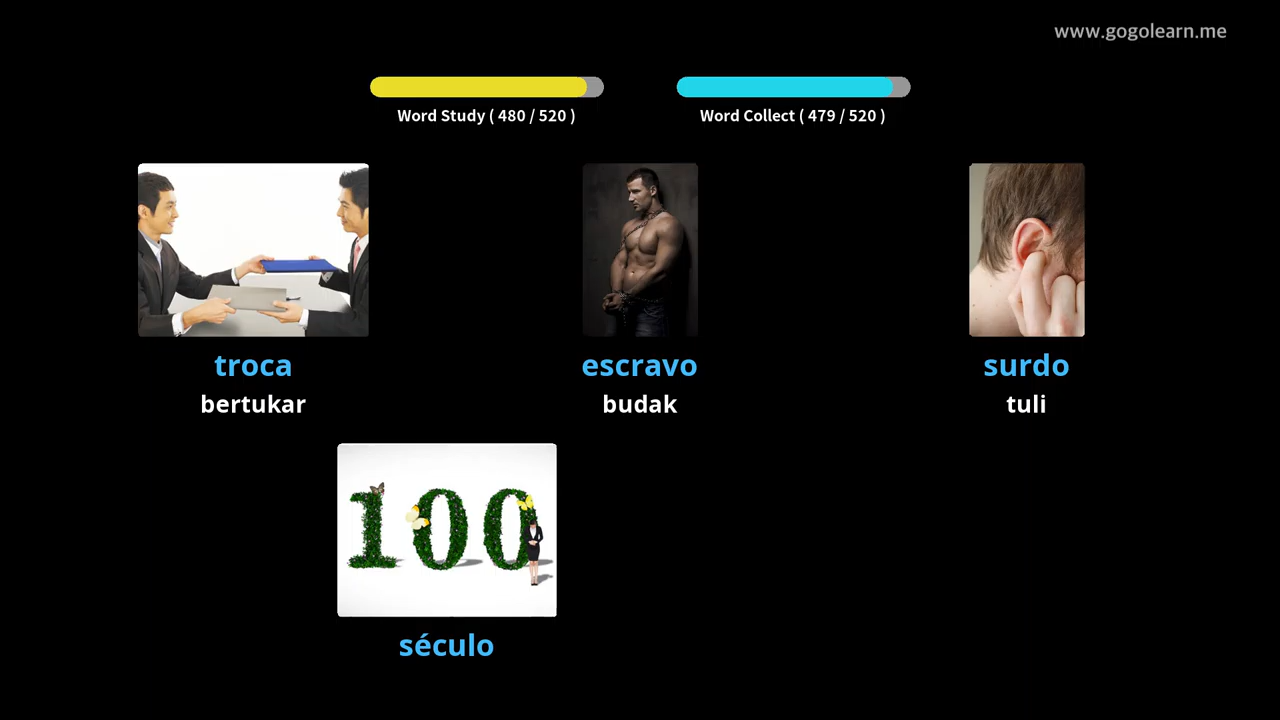 www.gogolearn.me
Word Study ( 480 / 520 )
Word Collect ( 479 / 520 )
troca
escravo
surdo
bertukar
budak
tuli
100
século